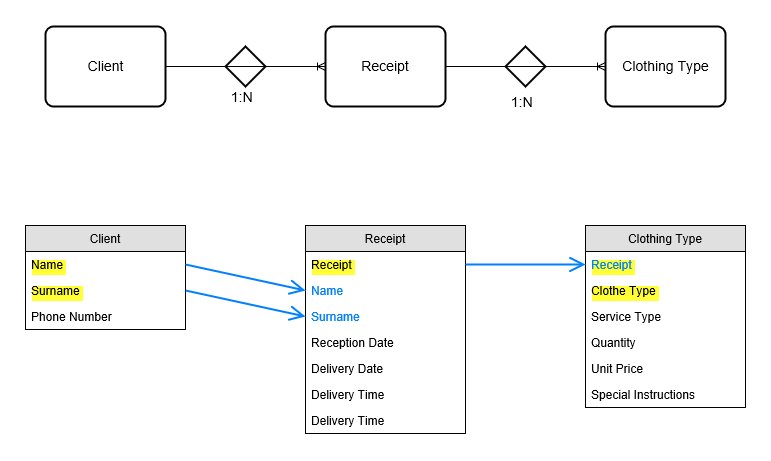 Client
Receipt
Clothing Type
1:N
1:N
Client
Name
Surname
Phone Number
Receipt
Receipt
Name
Surname
Reception Date
Delivery Date
Delivery Time
Delivery Time
Clothing Type
Receipt
Clothe Type
Service Type
Quantity
Unit Price
Special Instructions